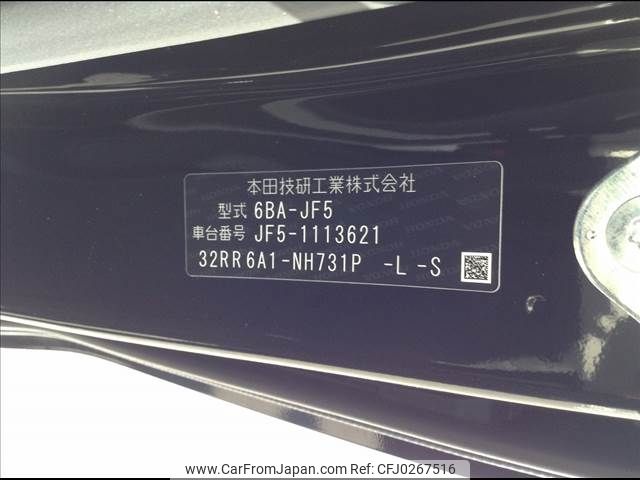 本田技研工業株式会社
型式 6BA-JF5
車台番号 JF5-1113621
32RR6A1-NH731P -L -S
www.CarFromJapan.com - CFJ0267516